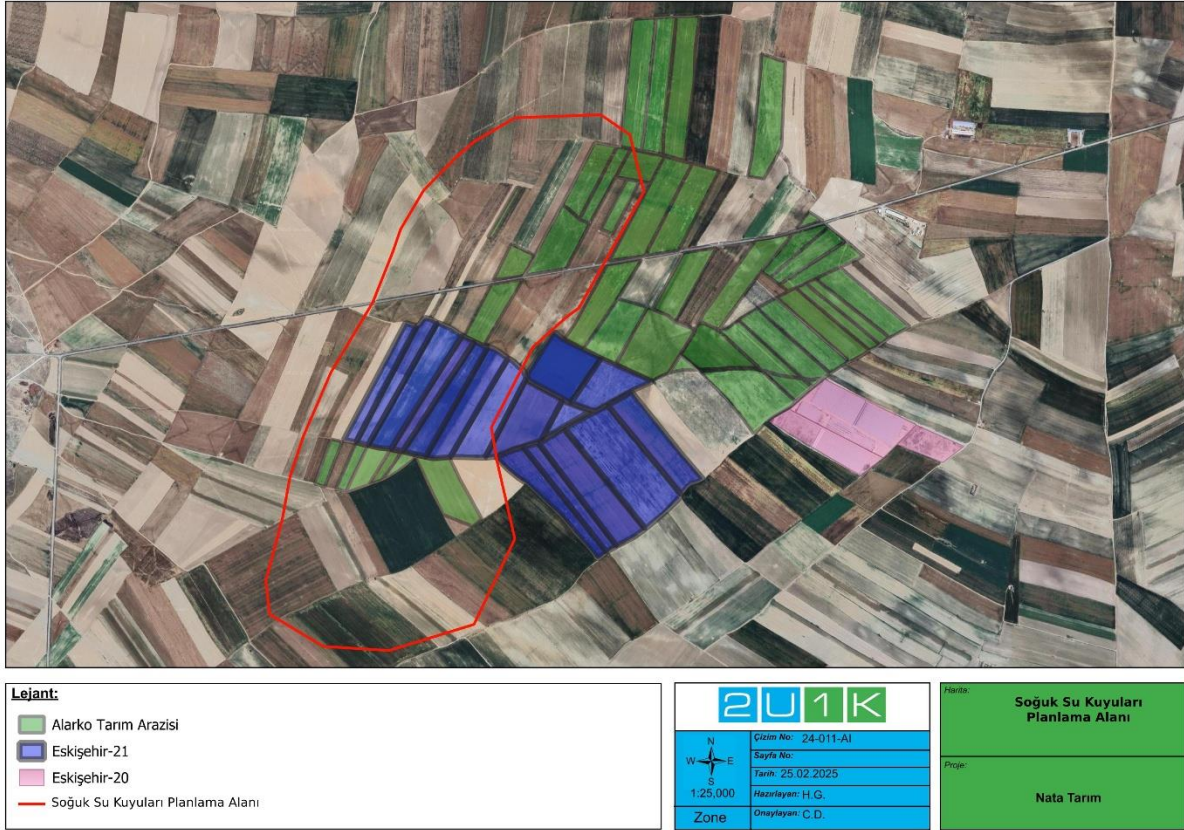 Lejant:
Alarko Tarım Arazisi
Eskişehir-21
Eskişehir-20
Soğuk Su Kuyuları Planlama Alanı
2U1K
N
W E
S
1:25,000
Zone
Çizim No: 24-011-AI
Sayfa No:
Tarih: 25.02.2025
Hazırlayan: H.G.
Onaylayan: C.D.
Harita:
Soğuk Su Kuyuları
Planlama Alanı
Proje:
Nata Tarım